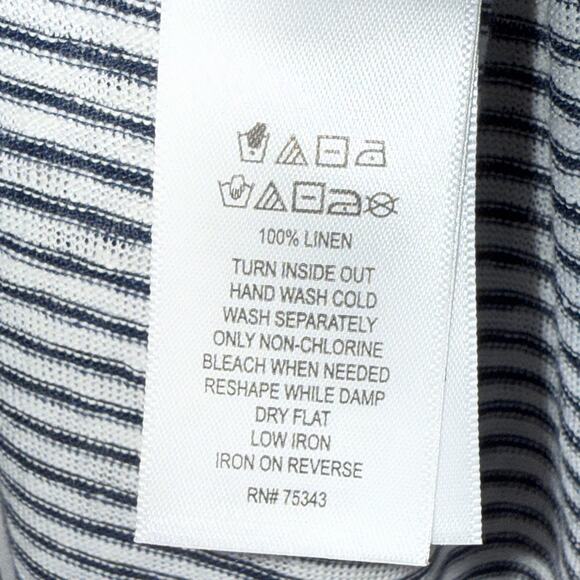 100% LINEN
TURN INSIDE OUT
HAND WASH COLD
WASH SEPARATELY
ONLY NON-CHLORINE
BLEACH WHEN NEEDED
RESHAPE WHILE DAMP
DRY FLAT
LOW IRON
IRON ON REVERSE
RN# 75343